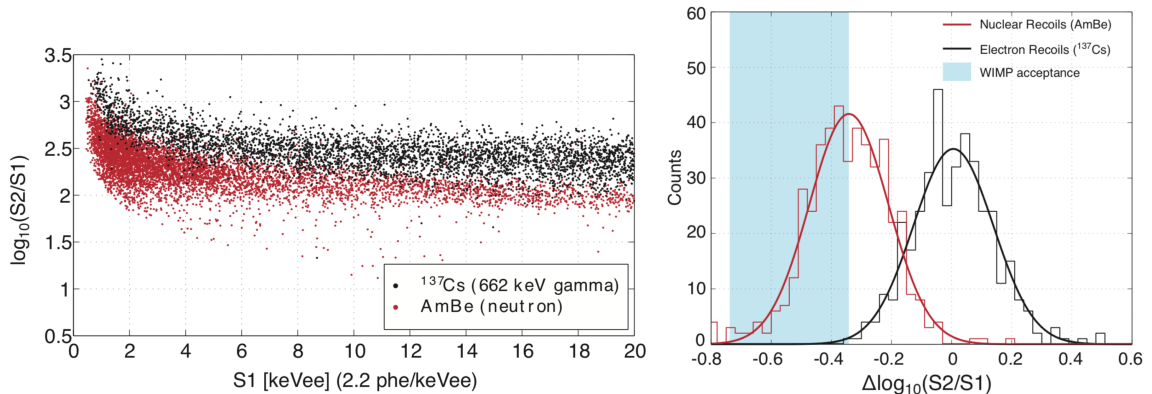 3.5
3
2.5
2
1.5
1
0.5
log10(S2/S1)
¹³⁷Cs (662 keV gamma)
AmBe (neutron)
0 2 4 6 8 10 12 14 16 18 20
S1 [keVee] (2.2 phe/keVee)
60
50
40
30
20
10
0
Counts
Nuclear Recoils (AmBe)
Electron Recoils (¹³⁷Cs)
WIMP acceptance
-0.8 -0.6 -0.4 -0.2 0 0.2 0.4 0.6
Δlog₁₀(S2/S1)